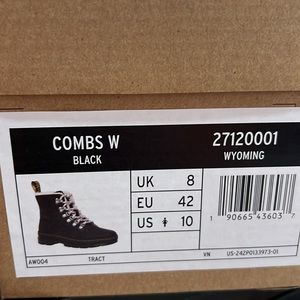 COMBS W
BLACK
27120001
WYOMING
UK 8
EU 42
US 10
1 90665 43603 7
AW004 TRACT VN US-24ZP0133973-01